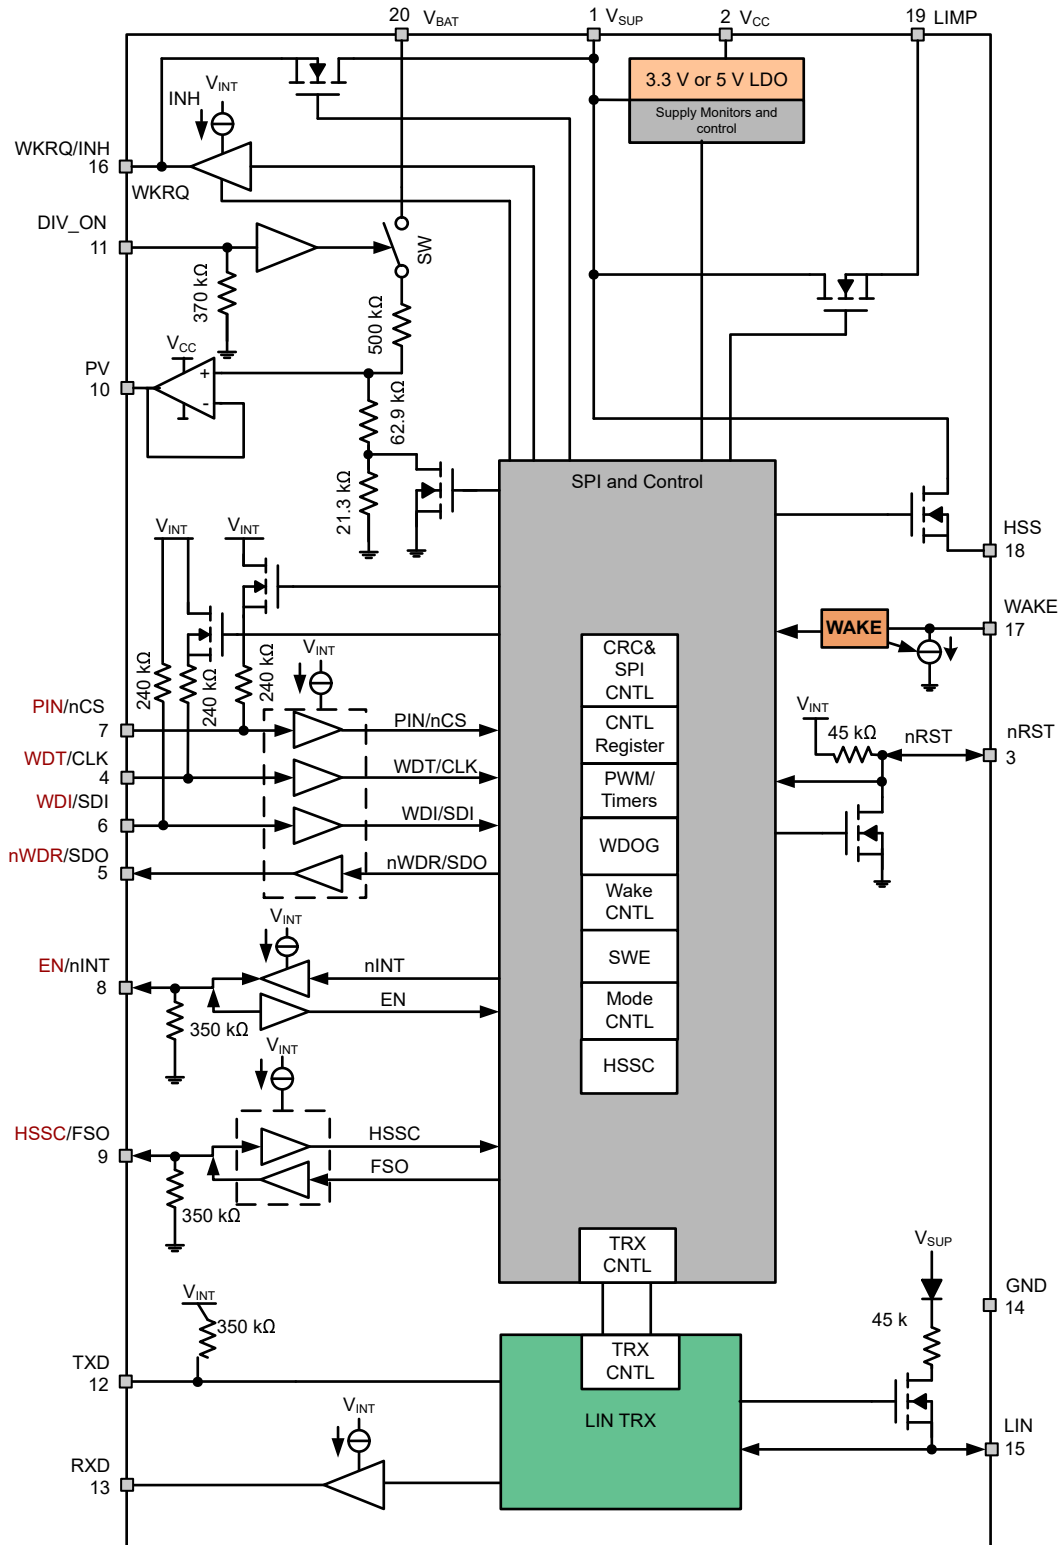 20 VBAT
1 VSUP
2 VCC
19 LIMP
3.3 V or 5 V LDO
Supply Monitors and
control
VINT
INH
WKRQ/INH
16
WKRQ
DIV_ON
11
SW
370 kΩ
500 kΩ
VCC
PV
10
+
-
62.9 kΩ
21.3 kΩ
SPI and Control
VINT
VINT
HSS
18
WAKE
17
WAKE
VINT
240 kΩ
240 kΩ
240 kΩ
CRC&
SPI
CNTL
CNTL
Register
PWM/
Timers
WDOG
Wake
CNTL
SWE
Mode
CNTL
HSSC
PIN/nCS
7
PIN/nCS
WDT/CLK
4
WDT/CLK
WDI/SDI
6
WDI/SDI
nWDR/SDO
5
nWDR/SDO
VINT
45 kΩ
nRST
nRST
3
VINT
EN/nINT
8
nINT
EN
350 kΩ
VINT
HSSC/FSO
9
HSSC
FSO
350 kΩ
TRX
CNTL
VSUP
GND
14
45 k
VINT
350 kΩ
TXD
12
TRX
CNTL
LIN TRX
LIN
15
VINT
RXD
13